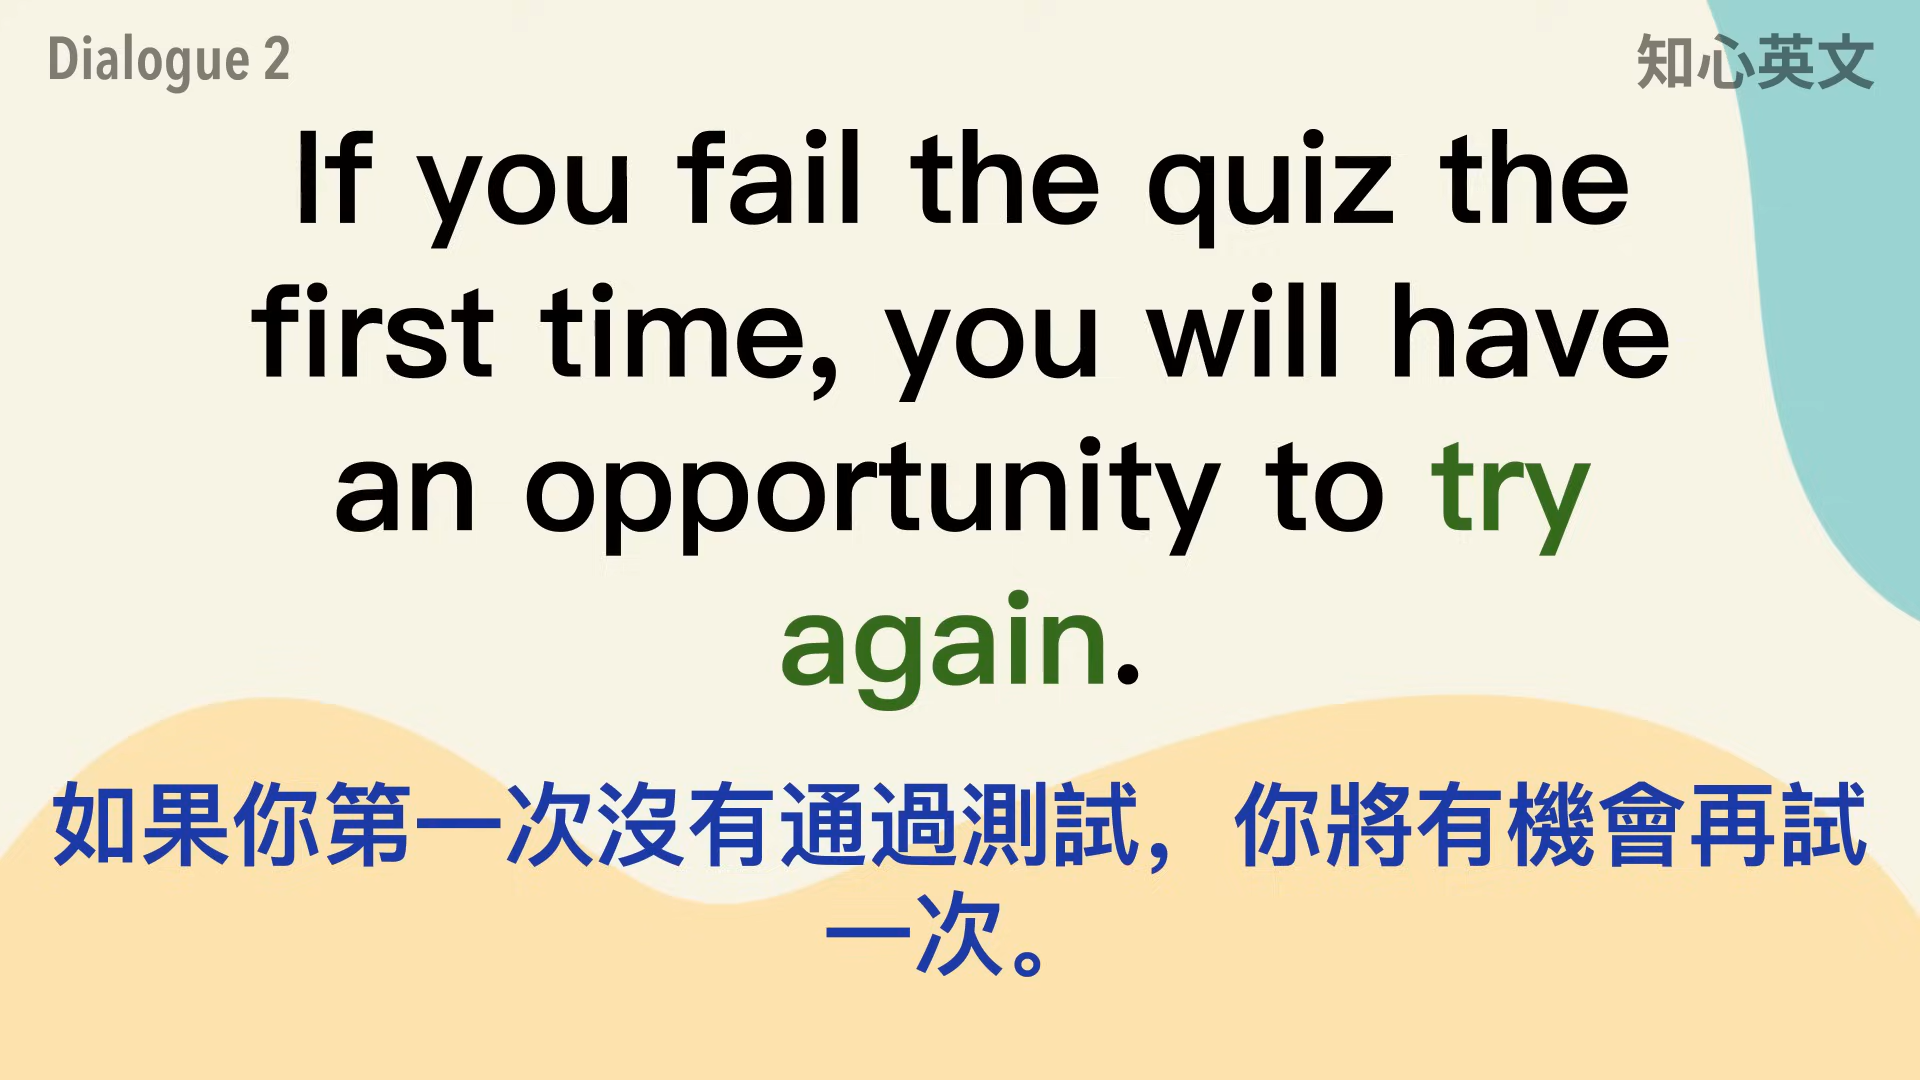 Dialogue 2
知心英文
If you fail the quiz the
first time, you will have
an opportunity to try
again.
如果你第一次沒有通過測試，你將有機會再試
一次。